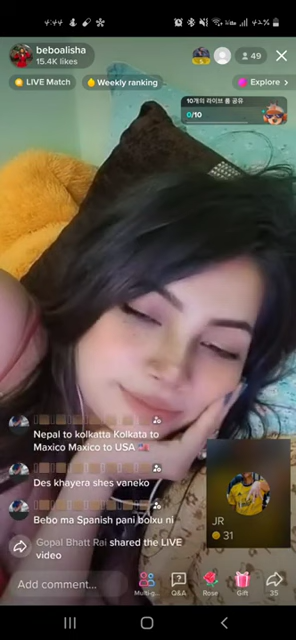 beboalisha
15.4K likes
49
LIVE Match
Weekly ranking
Explore
10개의 라이브 룸 공유
0/10
Nepal to kolkatta Kolkata to
Maxico Maxico to USA
Des khayera shes vaneko
Bebo ma Spanish pani bolxu ni
Gopal Bhatt Rai shared the LIVE
video
JR
31
Add comment...
Multi-g...
Q&A
Rose
Gift
35